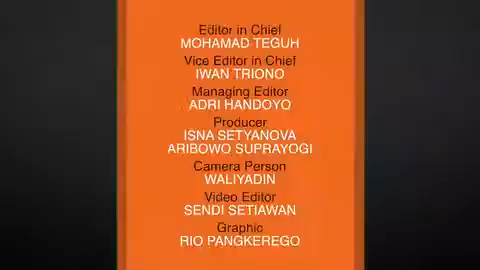 Editor in Chief
MOHAMAD TEGUH
Vice Editor in Chief
IWAN TRIONO
Managing Editor
ADRI HANDOYO
Producer
ISNA SETYANOVA
ARIBOWO SUPRAYOGI
Camera Person
WALIYADIN
Video Editor
SENDI SETIAWAN
Graphic
RIO PANGKEREGO